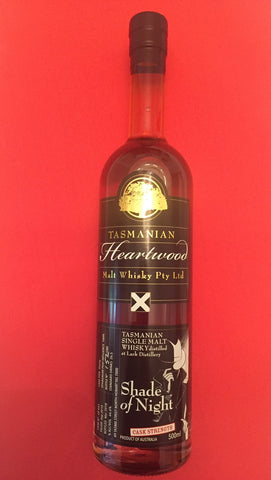 TASMANIAN
Heartwood
Malt Whisky Pty Ltd
X
TASMANIAN
SINGLE MALT
WHISKY distilled
at Lark Distillery
Shade
of Night
CASK STRENGTH
PRODUCT OF AUSTRALIA
500ml